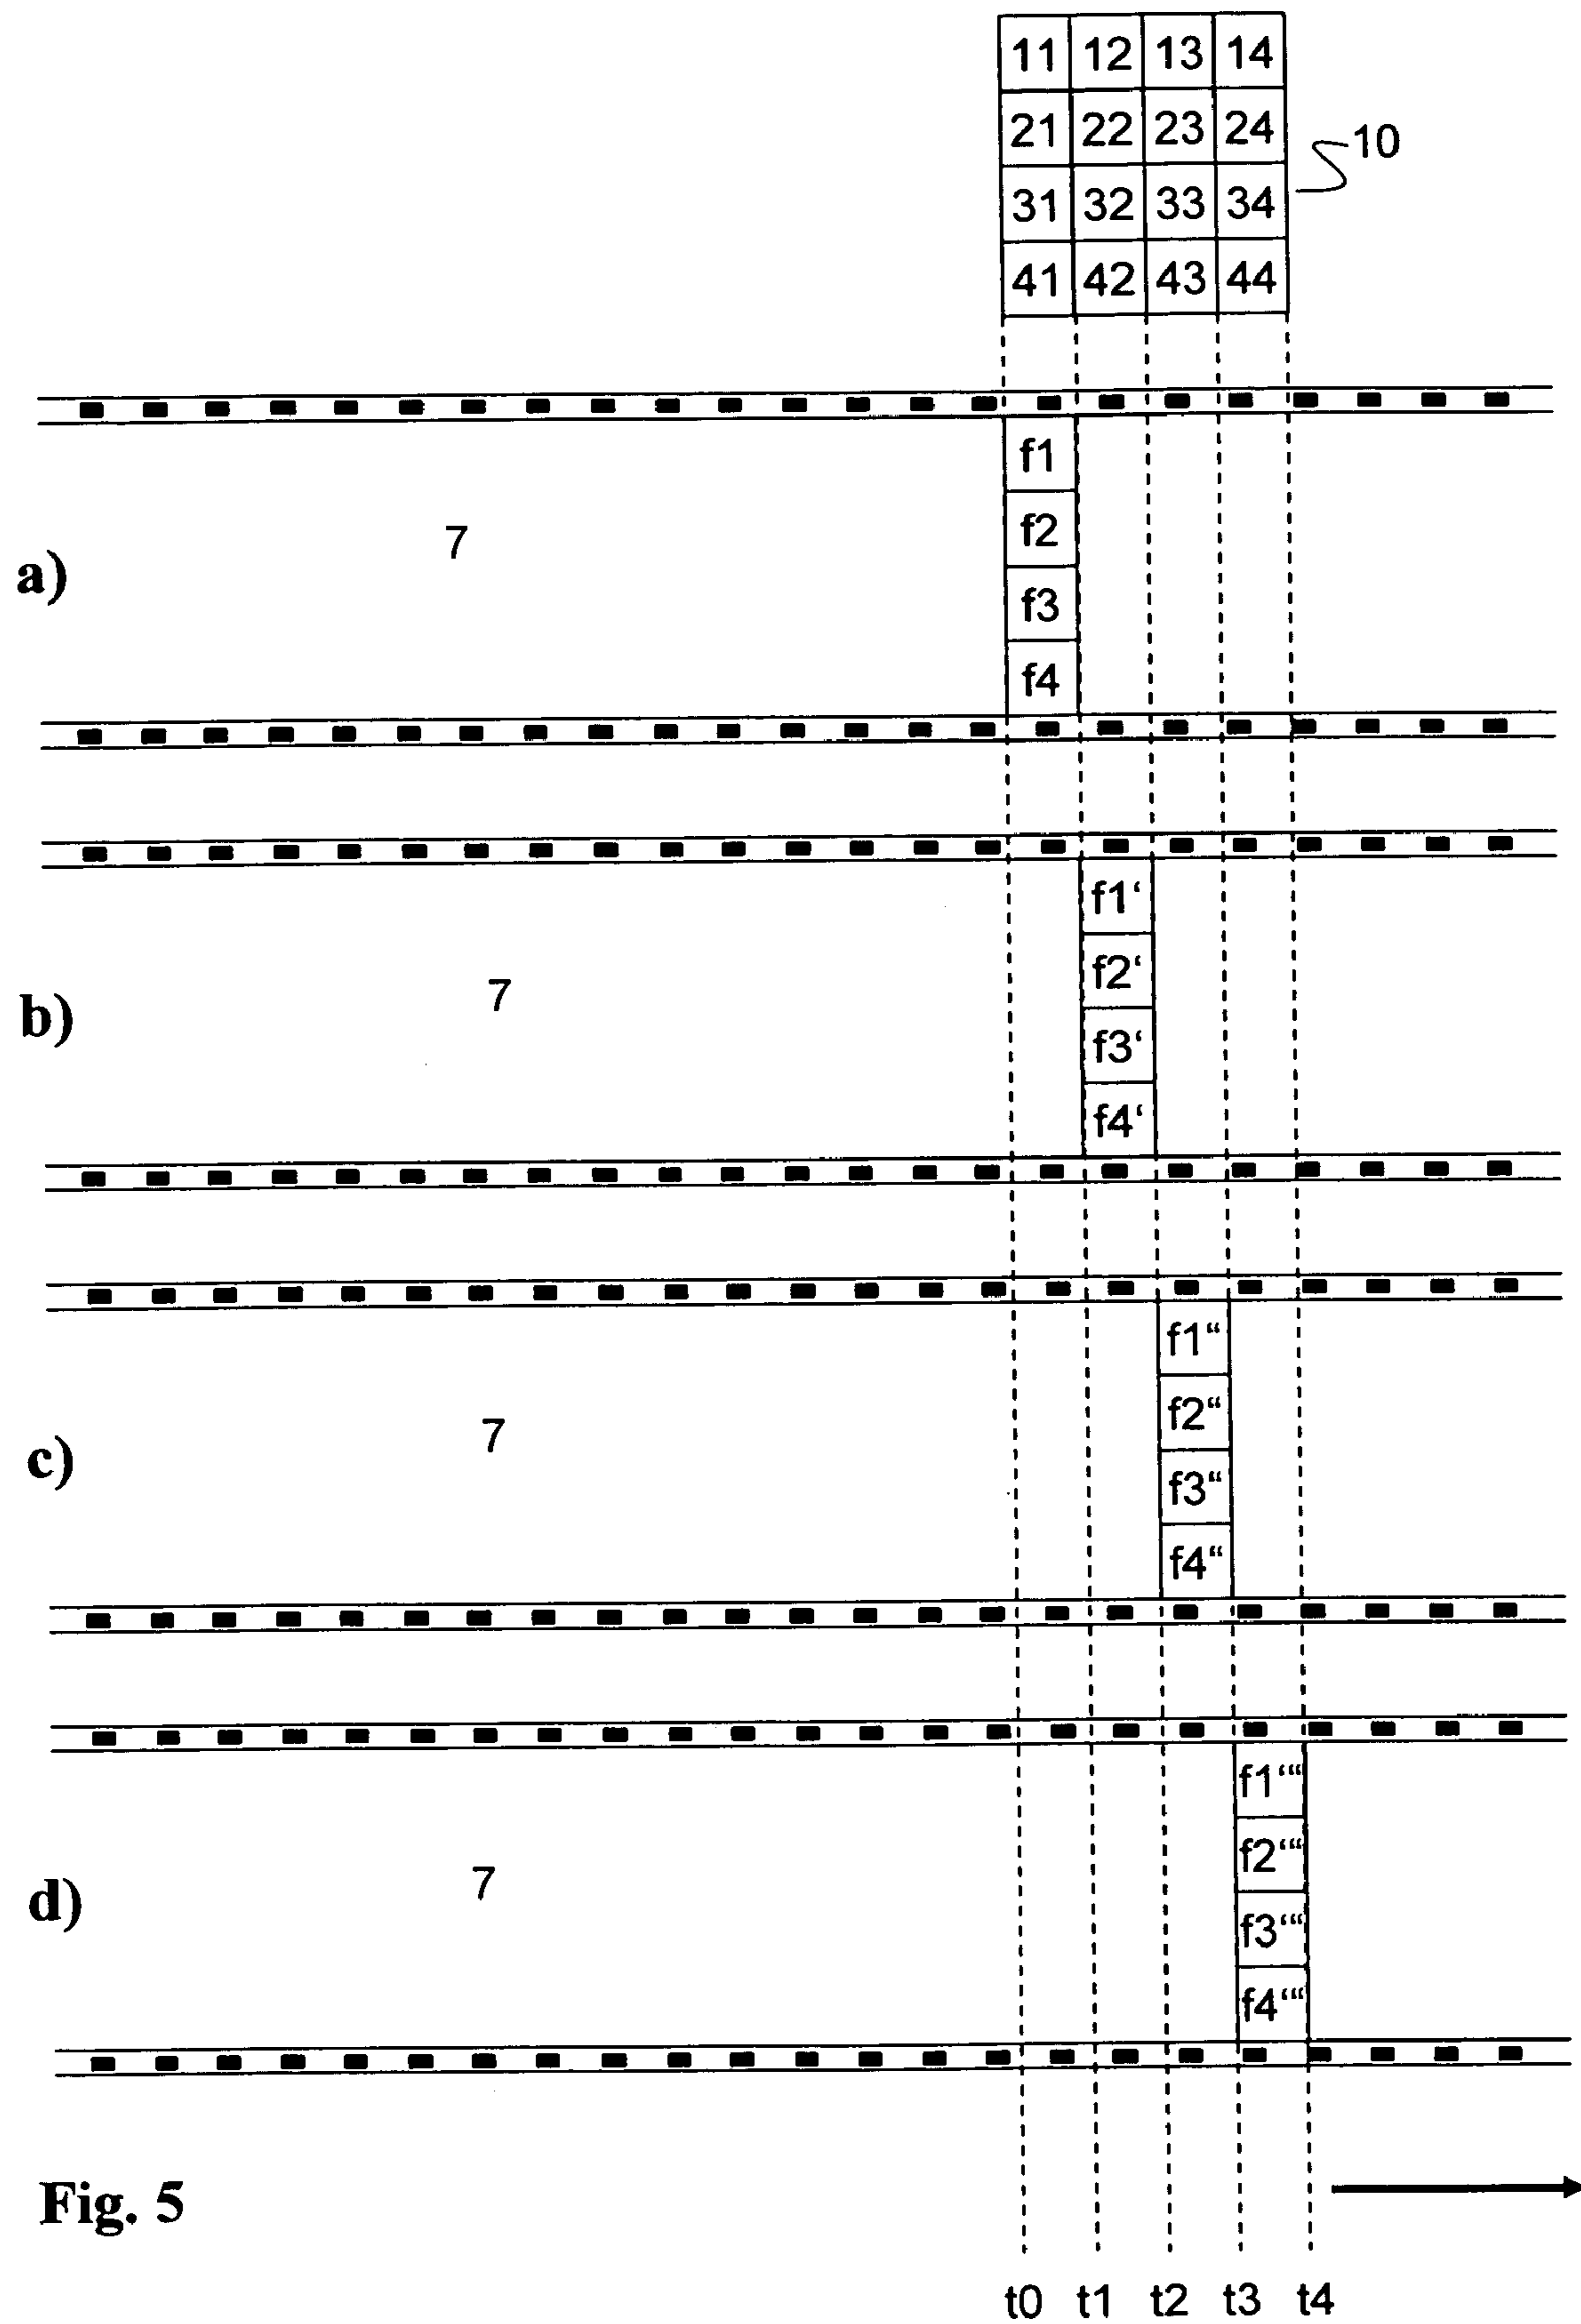 11 12 13 14
21 22 23 24
10
31 32 33 34
41 42 43 44
f1
f2
7
a)
f3
f4
f1‘
f2‘
7
b)
f3‘
f4‘
f1“
f2“
7
c)
f3“
f4“
f1‘“
f2‘“
7
d)
f3‘“
f4‘“
Fig. 5
t0 t1 t2 t3 t4